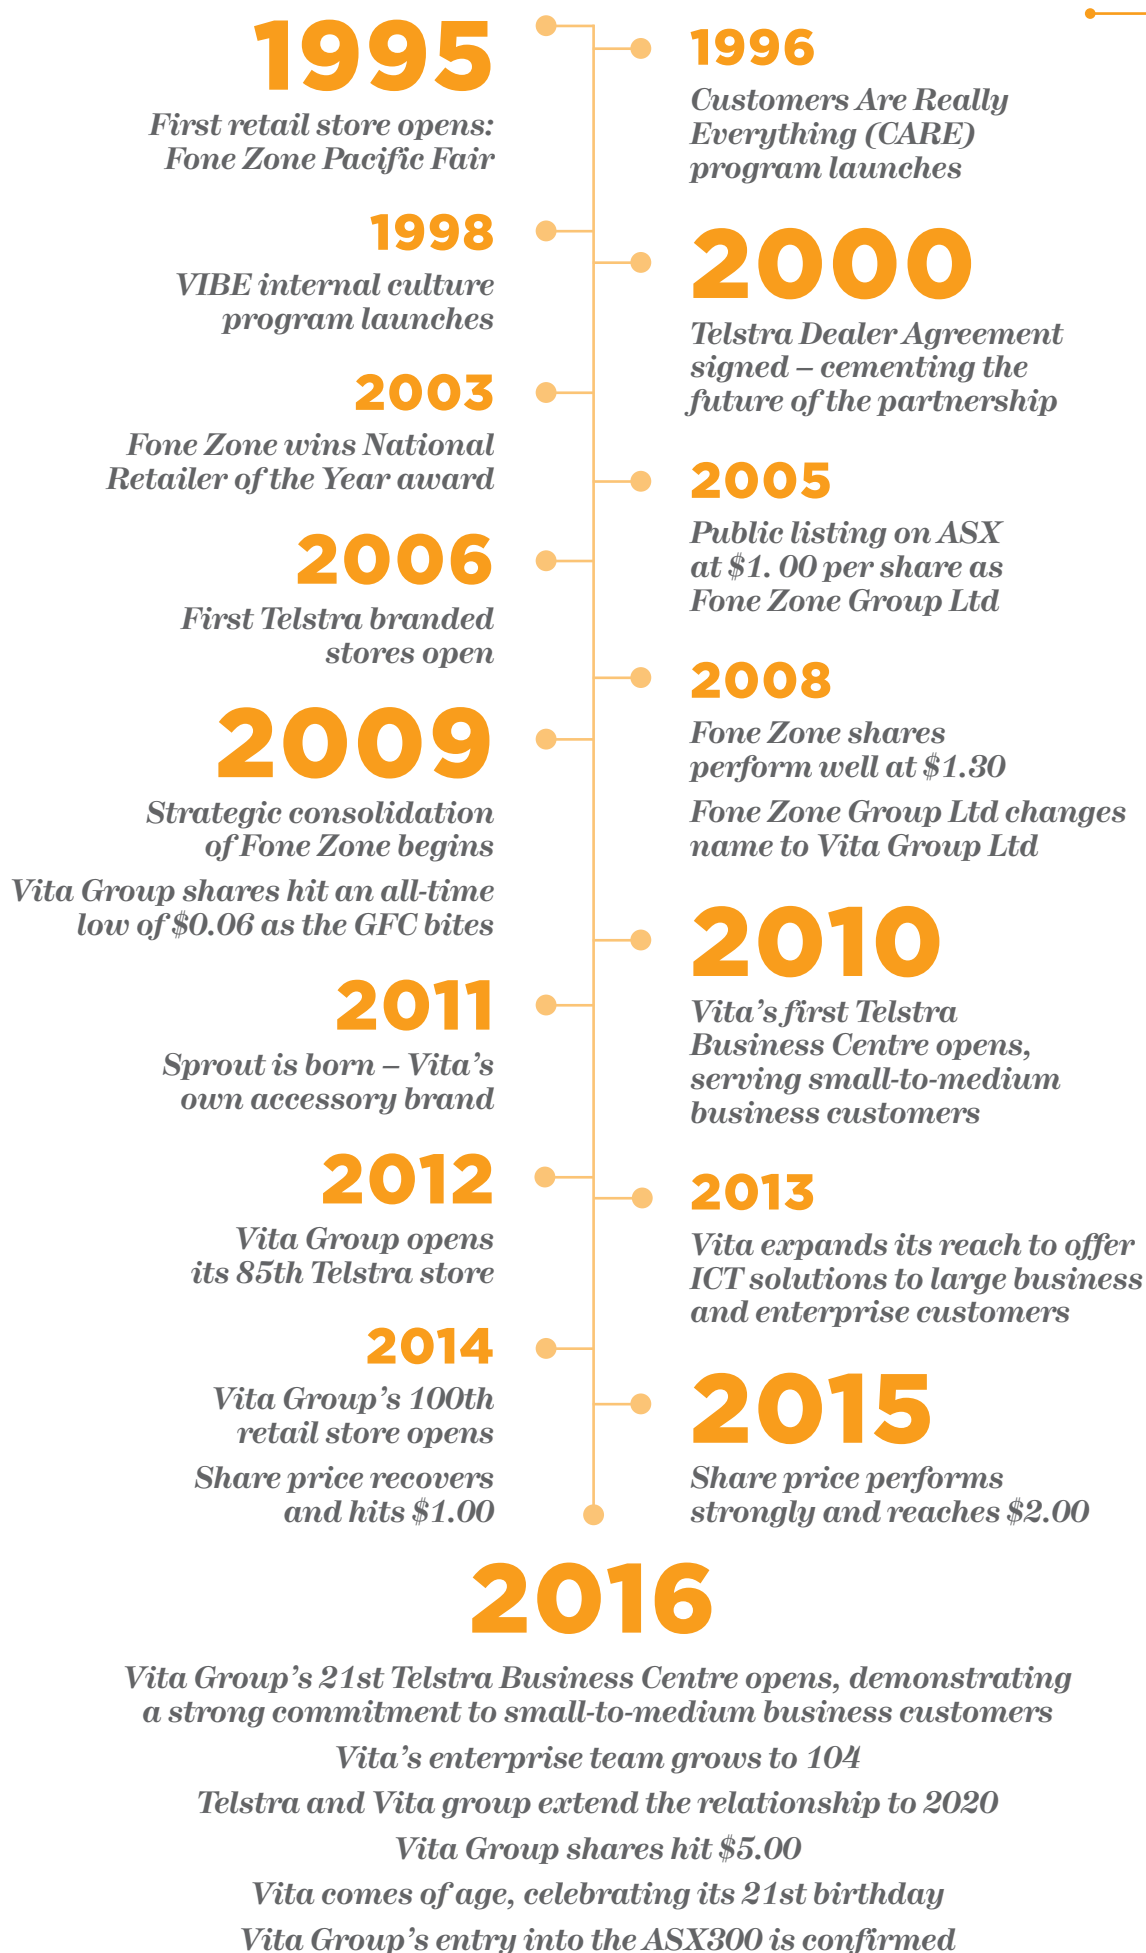 1995
First retail store opens:
Fone Zone Pacific Fair
1996
Customers Are Really
Everything (CARE)
program launches
1998
VIBE internal culture
program launches
2000
Telstra Dealer Agreement
signed – cementing the
future of the partnership
2003
Fone Zone wins National
Retailer of the Year award
2005
Public listing on ASX
at $1. 00 per share as
Fone Zone Group Ltd
2006
First Telstra branded
stores open
2008
Fone Zone shares
perform well at $1.30
Fone Zone Group Ltd changes
name to Vita Group Ltd
2009
Strategic consolidation
of Fone Zone begins
Vita Group shares hit an all-time
low of $0.06 as the GFC bites
2010
Vita’s first Telstra
Business Centre opens,
serving small-to-medium
business customers
2011
Sprout is born – Vita’s
own accessory brand
2012
Vita Group opens
its 85th Telstra store
2013
Vita expands its reach to offer
ICT solutions to large business
and enterprise customers
2014
Vita Group’s 100th
retail store opens
Share price recovers
and hits $1.00
2015
Share price performs
strongly and reaches $2.00
2016
Vita Group’s 21st Telstra Business Centre opens, demonstrating
a strong commitment to small-to-medium business customers
Vita’s enterprise team grows to 104
Telstra and Vita group extend the relationship to 2020
Vita Group shares hit $5.00
Vita comes of age, celebrating its 21st birthday
Vita Group’s entry into the ASX300 is confirmed